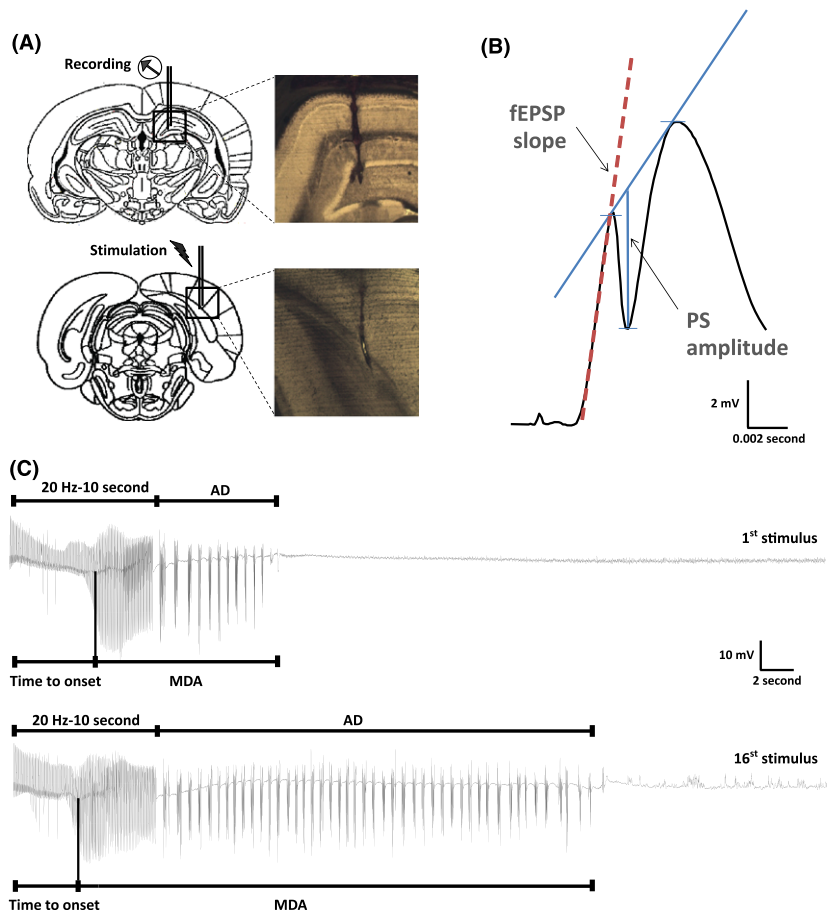 (A)
Recording
Stimulation
(B)
fEPSP
slope
PS
amplitude
2 mV
0.002 second
(C)
20 Hz-10 second
AD
1st stimulus
10 mV
2 second
Time to onset
MDA
20 Hz-10 second
AD
16st stimulus
Time to onset
MDA